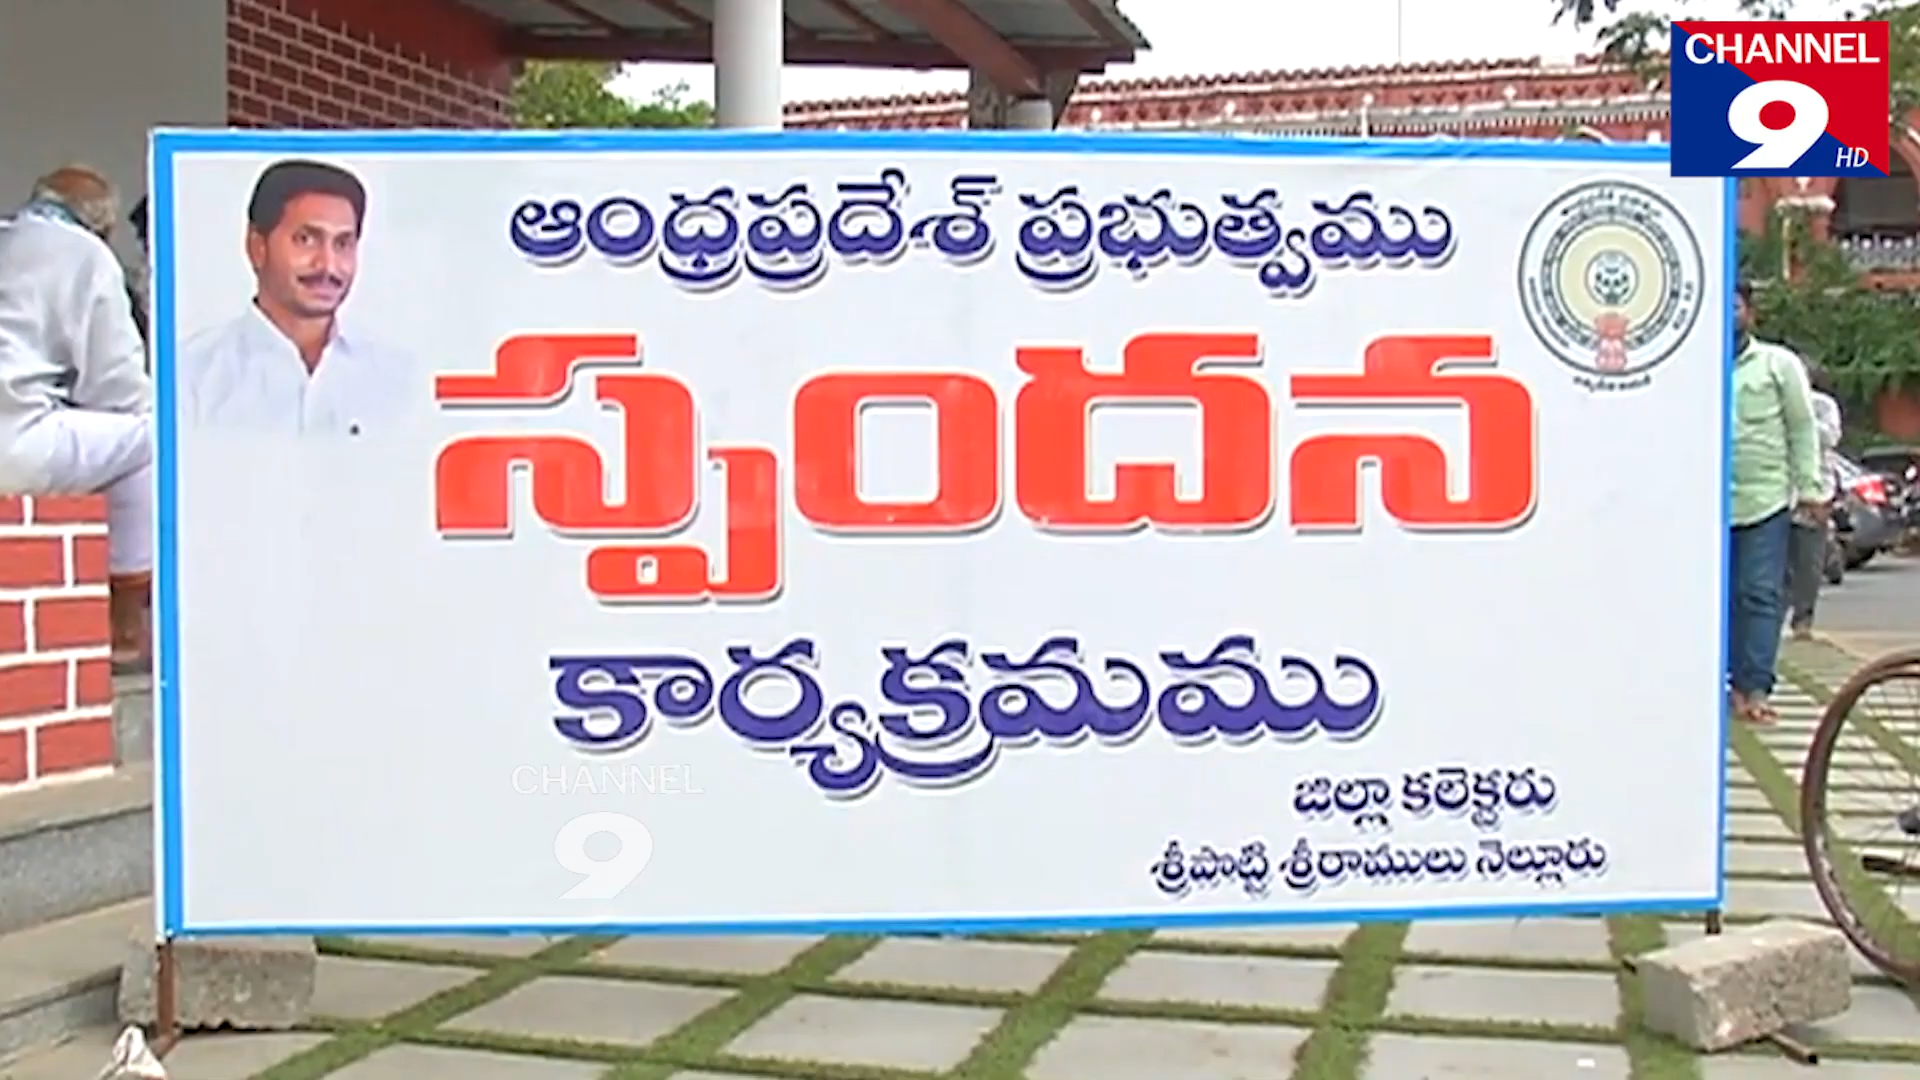 CHANNEL
9
HD
ఆంధ్రప్రదేశ్ ప్రభుత్వము
స్పందన
కార్యక్రమము
జిల్లా కలెక్టరు
శ్రీపొట్టి శ్రీరాములు నెల్లూరు
CHANNEL
9